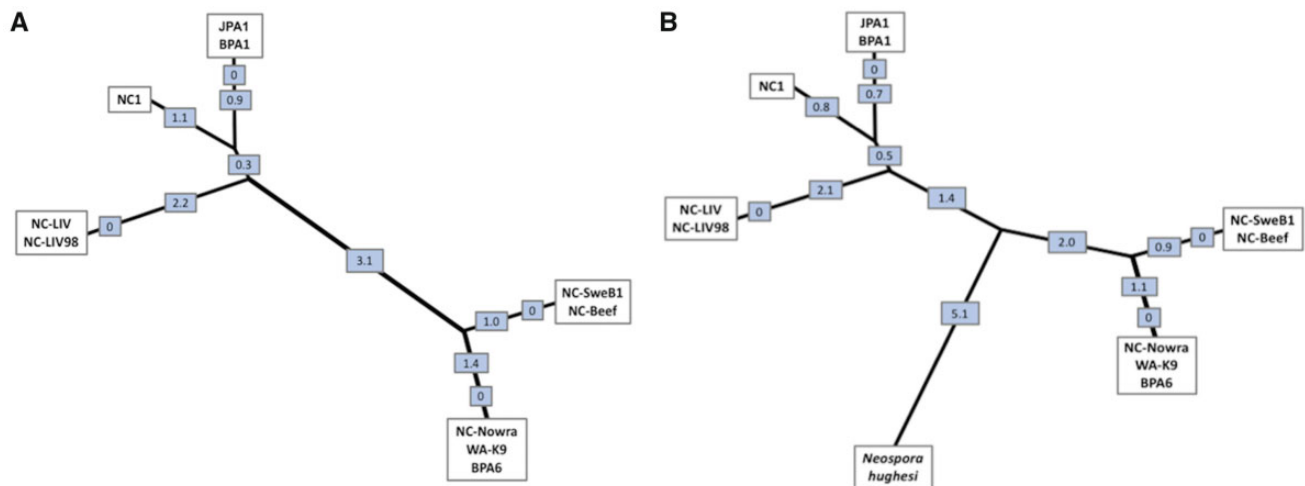 A
JPA1
BPA1
0
0.9
NC1
1.1
0.3
2.2
0
NC-LIV
NC-LIV98
3.1
NC-SweB1
NC-Beef
0
1.0
1.4
0
NC-Nowra
WA-K9
BPA6
B
JPA1
BPA1
0
0.7
NC1
0.8
0.5
2.1
0
NC-LIV
NC-LIV98
1.4
2.0
0.9
0
NC-SweB1
NC-Beef
1.1
0
NC-Nowra
WA-K9
BPA6
5.1
Neospora
hughesi